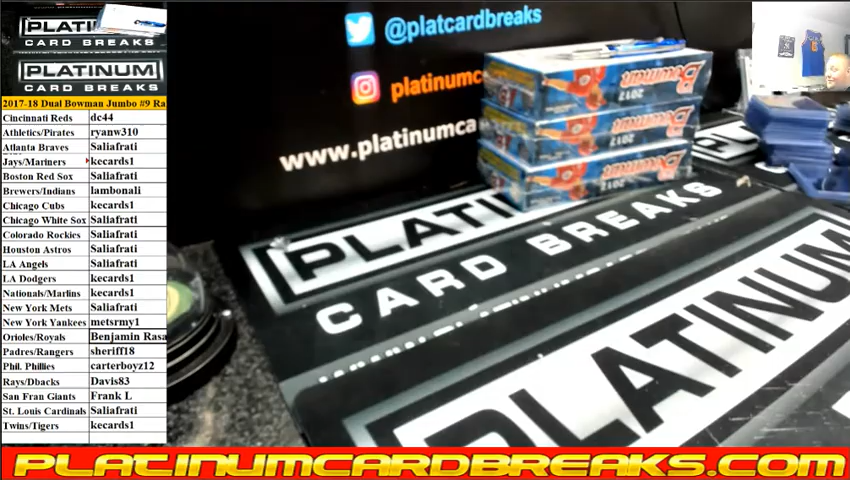 PLATI
CARD BREAKS
PLATINUM
CARD BREAKS
2017-18 Dual Bowman Jumbo #9 Ra
Cincinnati Reds dc44
Athletics/Pirates ryanw310
Atlanta Braves Saliafrati
Jays/Mariners kecards1
Boston Red Sox Saliafrati
Brewers/Indians lambonali
Chicago Cubs kecards1
Chicago White Sox Saliafrati
Colorado Rockies Saliafrati
Houston Astros Saliafrati
LA Angels Saliafrati
LA Dodgers kecards1
Nationals/Marlins kecards1
New York Mets Saliafrati
New York Yankees metsrmy1
Orioles/Royals Benjamin Rasa
Padres/Rangers sheriff18
Phil. Phillies carterboyz12
Rays/Dbacks Davis83
San Fran Giants Frank L
St. Louis Cardinals Saliafrati
Twins/Tigers kecards1
@platcardbreaks
platinumc
www.platinumca
Bowman
2017
Bowman
2017
Bowman
2017
PLATI
CARD BREAKS
PLATINUM
PLATINUMCARDBREAKS.COM